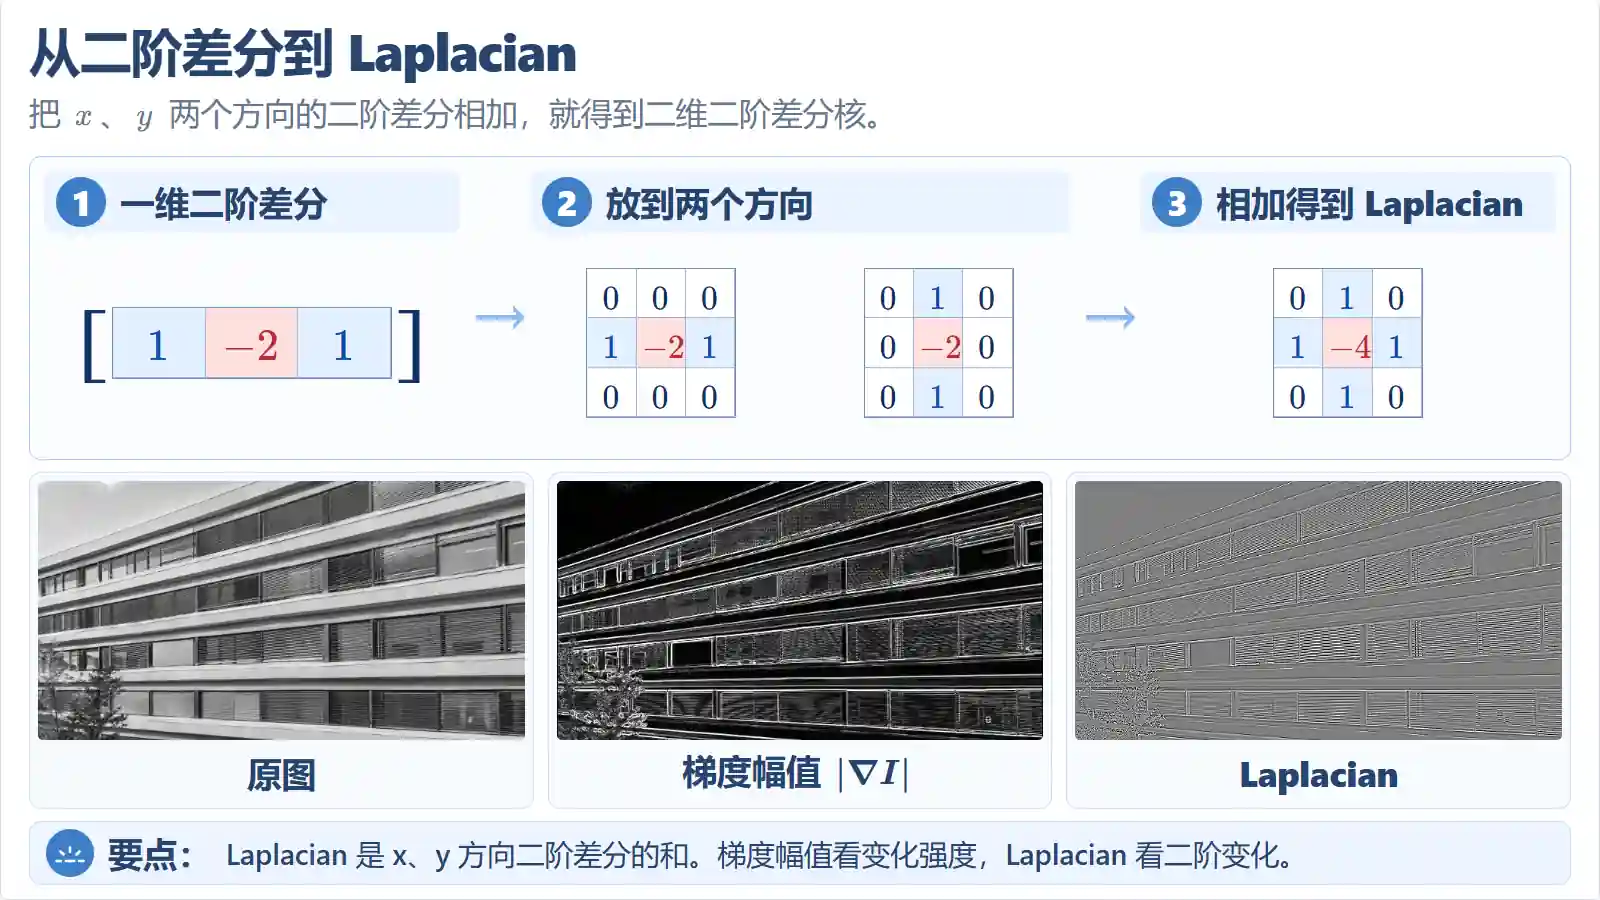 从二阶差分到 Laplacian
把 x、y 两个方向的二阶差分相加，就得到二维二阶差分核。
1 一维二阶差分
[ 1 −2 1 ]
2 放到两个方向
0 0 0
1 −2 1
0 0 0
0 1 0
0 −2 0
0 1 0
3 相加得到 Laplacian
0 1 0
1 −4 1
0 1 0
原图
梯度幅值 |∇I|
Laplacian
要点： Laplacian 是 x、y 方向二阶差分的和。梯度幅值看变化强度，Laplacian 看二阶变化。